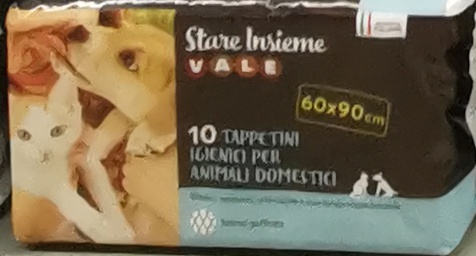 Stare Insieme
VALE
60x90cm
10 TAPPETINI
IGIENICI PER
ANIMALI DOMESTICI